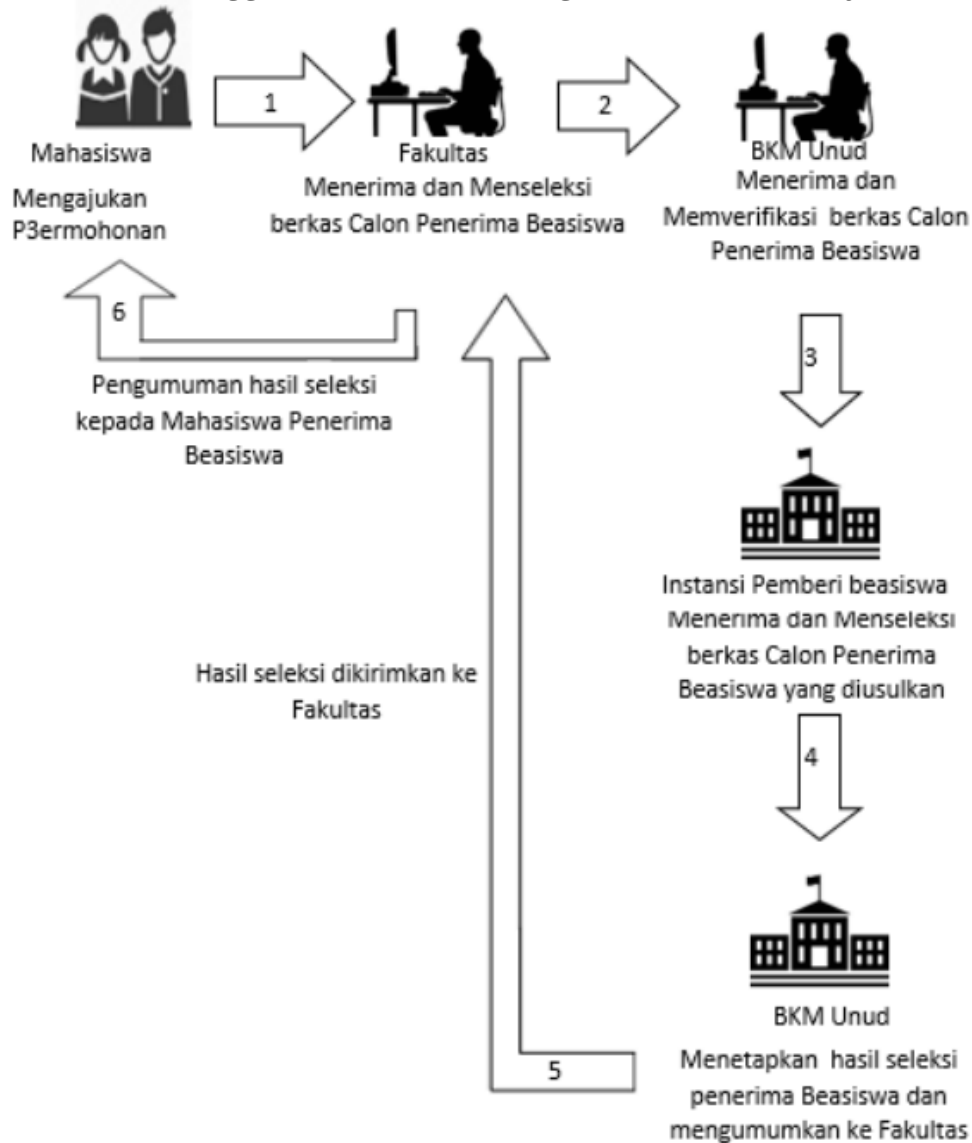 1
2
Mahasiswa
Mengajukan
P3ermohonan
Fakultas
Menerima dan Menseleksi
berkas Calon Penerima Beasiswa
BKM Unud
Menerima dan
Memverifikasi berkas Calon
Penerima Beasiswa
6
Pengumuman hasil seleksi
kepada Mahasiswa Penerima
Beasiswa
3
Instansi Pemberi beasiswa
Menerima dan Menseleksi
berkas Calon Penerima
Beasiswa yang diusulkan
Hasil seleksi dikirimkan ke
Fakultas
4
BKM Unud
Menetapkan hasil seleksi
penerima Beasiswa dan
mengumumkan ke Fakultas
5